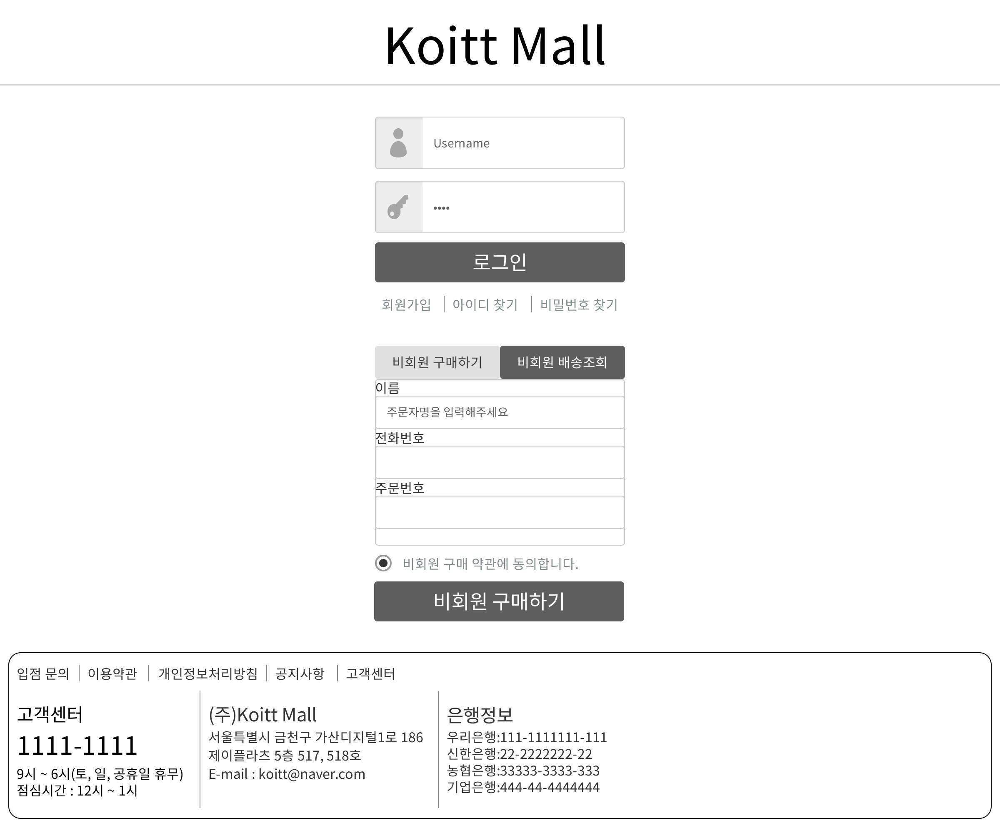 Koitt Mall
Username
••••
로그인
회원가입 아이디 찾기 비밀번호 찾기
비회원 구매하기 비회원 배송조회
이름
주문자명을 입력해주세요
전화번호
주문번호
비회원 구매 약관에 동의합니다.
비회원 구매하기
입점 문의 이용약관 개인정보처리방침 공지사항 고객센터
고객센터
1111-1111
9시 ~ 6시(토, 일, 공휴일 휴무)
점심시간 : 12시 ~ 1시
(주)Koitt Mall
서울특별시 금천구 가산디지털1로 186
제이플라츠 5층 517, 518호
E-mail : koitt@naver.com
은행정보
우리은행:111-1111111-111
신한은행:22-2222222-22
농협은행:33333-3333-333
기업은행:444-44-4444444